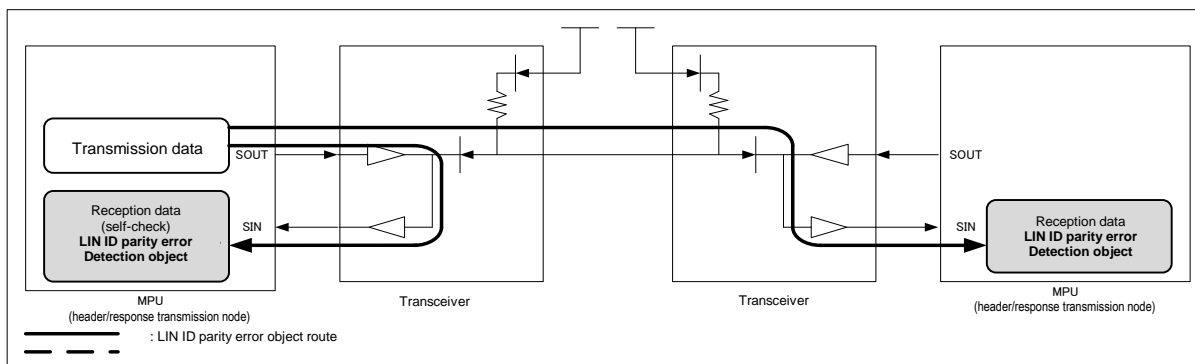 Transmission data
SOUT
SIN
Reception data
(self-check)
LIN ID parity error
Detection object
MPU
(header/response transmission node)
Transceiver
Transceiver
SOUT
SIN
Reception data
LIN ID parity error
Detection object
MPU
(header/response transmission node)
: LIN ID parity error object route